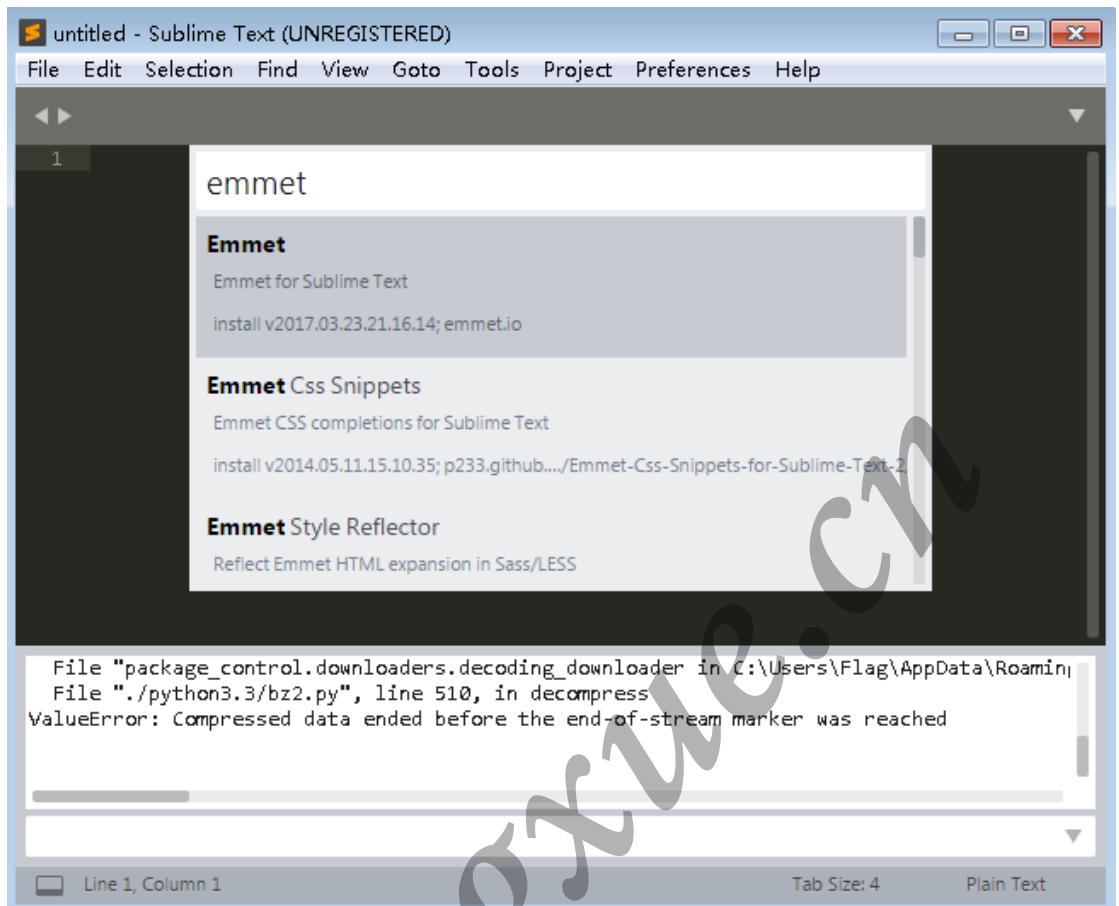 untitled - Sublime Text (UNREGISTERED)
File Edit Selection Find View Goto Tools Project Preferences Help
1
emmet
Emmet
Emmet for Sublime Text
install v2017.03.23.21.16.14; emmet.io
Emmet Css Snippets
Emmet CSS completions for Sublime Text
install v2014.05.11.15.10.35; p233.github..../Emmet-Css-Snippets-for-Sublime-Text-2
Emmet Style Reflector
Reflect Emmet HTML expansion in Sass/LESS
File "package_control.downloaders.decoding_downloader in C:\Users\Flag\AppData\Roaming
File "./python3.3/bz2.py", line 510, in decompress
ValueError: Compressed data ended before the end-of-stream marker was reached
Line 1, Column 1 Tab Size: 4 Plain Text
oxue.cn